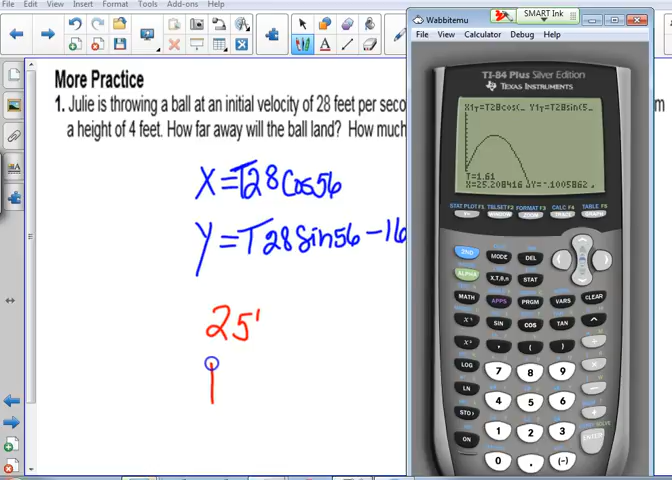 SMART Ink
Wabbitemu
File Edit View Insert Format Tools Add-ons Help
File View Calculator Debug Help
More Practice
1. Julie is throwing a ball at an initial velocity of 28 feet per seco
a height of 4 feet. How far away will the ball land? How much
X=T28cos56
Y=T28sin56-16
25'
TI-84 Plus Silver Edition
TEXAS INSTRUMENTS
X1T=T28cos(_ Y1T=T28sin(5_
T=1.61
X=25.208416 Y=-.1005862
STAT PLOT F1 TBLSET F2 FORMAT F3 CALC F4 TABLE F5
Y= WINDOW ZOOM TRACE GRAPH
2ND MODE DEL
ALPHA X,T,θ,n STAT
MATH APPS PRGM VARS CLEAR
SIN COS TAN ^
x² , ( )
LOG 7 8 9
LN 4 5 6
STO 1 2 3
ON 0 . (-) ENTER